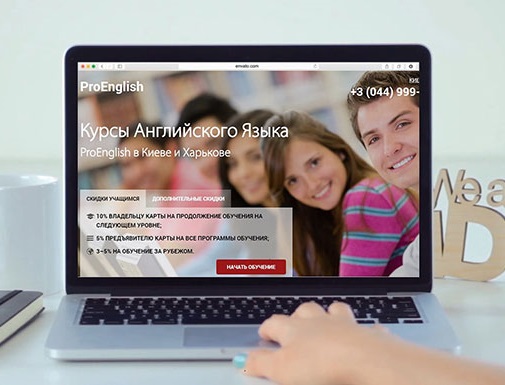 envato.com
ProEnglish
КИЕ
+3 (044) 999-
Курсы Английского Языка
ProEnglish в Киеве и Харькове
СКИДКИ УЧАЩИМСЯ ДОПОЛНИТЕЛЬНЫЕ СКИДКИ
10% ВЛАДЕЛЬЦУ КАРТЫ НА ПРОДОЛЖЕНИЕ ОБУЧЕНИЯ НА
СЛЕДУЮЩЕМ УРОВНЕ;
5% ПРЕДЪЯВИТЕЛЮ КАРТЫ НА ВСЕ ПРОГРАММЫ ОБУЧЕНИЯ;
3–5% НА ОБУЧЕНИЕ ЗА РУБЕЖОМ.
НАЧАТЬ ОБУЧЕНИЕ
We a